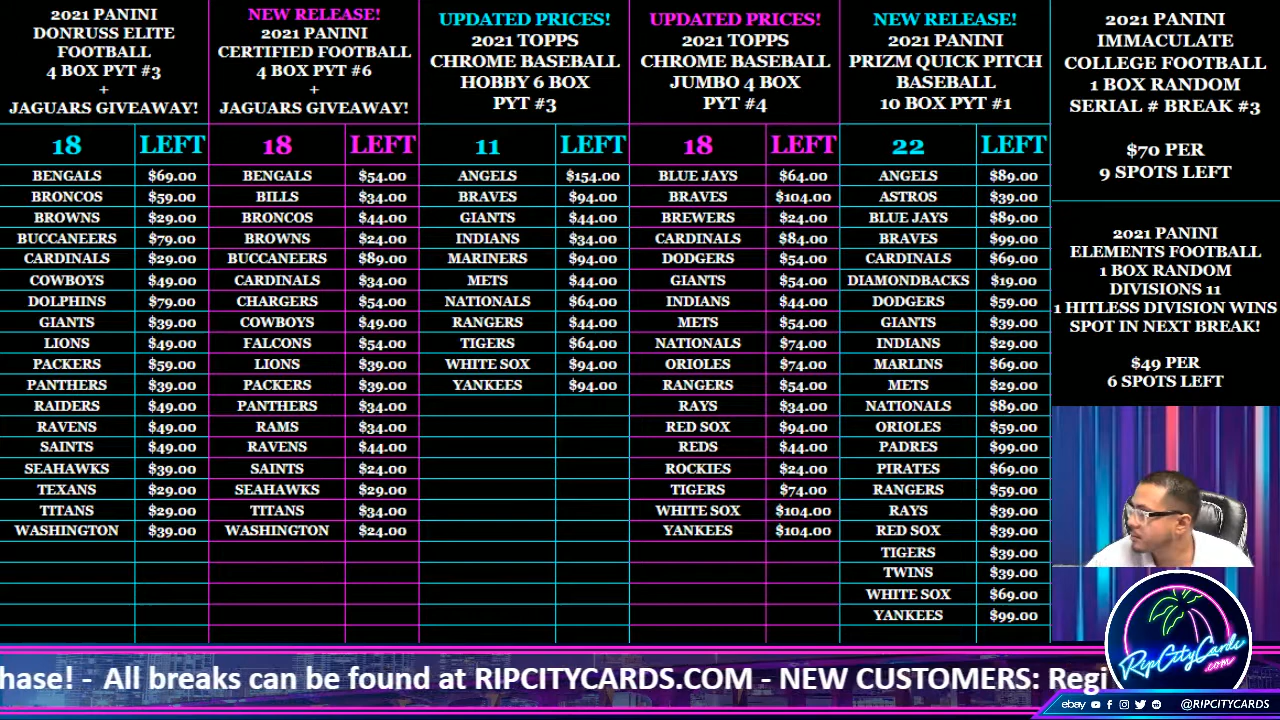 2021 PANINI
DONRUSS ELITE
FOOTBALL
4 BOX PYT #3
+
JAGUARS GIVEAWAY!
18 LEFT
BENGALS $69.00
BRONCOS $59.00
BROWNS $29.00
BUCCANEERS $79.00
CARDINALS $29.00
COWBOYS $49.00
DOLPHINS $79.00
GIANTS $39.00
LIONS $49.00
PACKERS $59.00
PANTHERS $39.00
RAIDERS $49.00
RAVENS $49.00
SAINTS $49.00
SEAHAWKS $39.00
TEXANS $29.00
TITANS $29.00
WASHINGTON $39.00
NEW RELEASE!
2021 PANINI
CERTIFIED FOOTBALL
4 BOX PYT #6
+
JAGUARS GIVEAWAY!
18 LEFT
BENGALS $54.00
BILLS $34.00
BRONCOS $44.00
BROWNS $24.00
BUCCANEERS $89.00
CARDINALS $34.00
CHARGERS $54.00
COWBOYS $49.00
FALCONS $54.00
LIONS $39.00
PACKERS $39.00
PANTHERS $34.00
RAMS $34.00
RAVENS $44.00
SAINTS $24.00
SEAHAWKS $29.00
TITANS $34.00
WASHINGTON $24.00
UPDATED PRICES!
2021 TOPPS
CHROME BASEBALL
HOBBY 6 BOX
PYT #3
11 LEFT
ANGELS $154.00
BRAVES $94.00
GIANTS $44.00
INDIANS $34.00
MARINERS $94.00
METS $44.00
NATIONALS $64.00
RANGERS $44.00
TIGERS $64.00
WHITE SOX $94.00
YANKEES $94.00
UPDATED PRICES!
2021 TOPPS
CHROME BASEBALL
JUMBO 4 BOX
PYT #4
18 LEFT
BLUE JAYS $64.00
BRAVES $104.00
BREWERS $24.00
CARDINALS $84.00
DODGERS $54.00
GIANTS $54.00
INDIANS $44.00
METS $54.00
NATIONALS $74.00
ORIOLES $74.00
RANGERS $54.00
RAYS $34.00
RED SOX $94.00
REDS $44.00
ROCKIES $24.00
TIGERS $74.00
WHITE SOX $104.00
YANKEES $104.00
NEW RELEASE!
2021 PANINI
PRIZM QUICK PITCH
BASEBALL
10 BOX PYT #1
22 LEFT
ANGELS $89.00
ASTROS $39.00
BLUE JAYS $89.00
BRAVES $99.00
CARDINALS $69.00
DIAMONDBACKS $19.00
DODGERS $59.00
GIANTS $39.00
INDIANS $29.00
MARLINS $69.00
METS $29.00
NATIONALS $89.00
ORIOLES $59.00
PADRES $99.00
PIRATES $69.00
RANGERS $59.00
RAYS $39.00
RED SOX $39.00
TIGERS $39.00
TWINS $39.00
WHITE SOX $69.00
YANKEES $99.00
2021 PANINI
IMMACULATE
COLLEGE FOOTBALL
1 BOX RANDOM
SERIAL # BREAK #3
$70 PER
9 SPOTS LEFT
2021 PANINI
ELEMENTS FOOTBALL
1 BOX RANDOM
DIVISIONS 11
1 HITLESS DIVISION WINS
SPOT IN NEXT BREAK!
$49 PER
6 SPOTS LEFT
hase! - All breaks can be found at RIPCITYCARDS.COM - NEW CUSTOMERS: Regi
RipCityCards
.com
ebay @RIPCITYCARDS